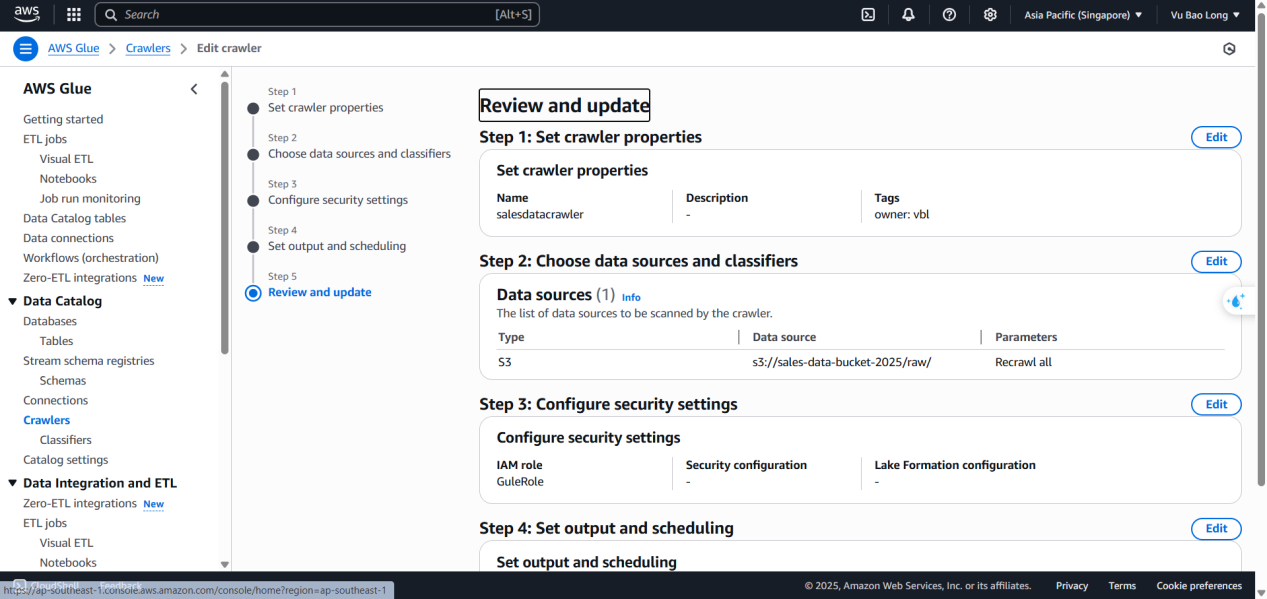 aws
Search [Alt+S]
Asia Pacific (Singapore)
Vu Bao Long
AWS Glue
Crawlers
Edit crawler
AWS Glue
Getting started
ETL jobs
Visual ETL
Notebooks
Job run monitoring
Data Catalog tables
Data connections
Workflows (orchestration)
Zero-ETL integrations New
Data Catalog
Databases
Tables
Stream schema registries
Schemas
Connections
Crawlers
Classifiers
Catalog settings
Data Integration and ETL
Zero-ETL integrations New
ETL jobs
Visual ETL
Notebooks
Step 1
Set crawler properties
Step 2
Choose data sources and classifiers
Step 3
Configure security settings
Step 4
Set output and scheduling
Step 5
Review and update
Review and update
Step 1: Set crawler properties
Edit
Set crawler properties
Name Description Tags
salesdatacrawler - owner: vbl
Step 2: Choose data sources and classifiers
Edit
Data sources (1) Info
The list of data sources to be scanned by the crawler.
Type Data source Parameters
S3 s3://sales-data-bucket-2025/raw/ Recrawl all
Step 3: Configure security settings
Edit
Configure security settings
IAM role Security configuration Lake Formation configuration
GuleRole - -
Step 4: Set output and scheduling
Edit
Set output and scheduling
CloudShell Feedback
https://ap-southeast-1.console.aws.amazon.com/console/home?region=ap-southeast-1
© 2025, Amazon Web Services, Inc. or its affiliates. Privacy Terms Cookie preferences